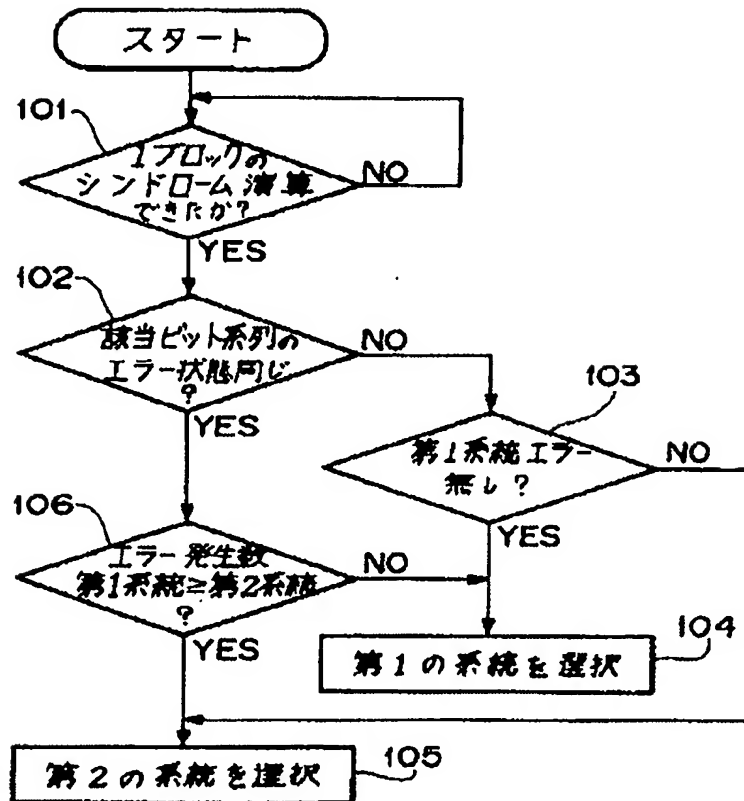 スタート
101
1ブロックの
シンドローム演算
できたか?
NO
YES
102
該当ビット系列の
エラー状態同じ
?
NO
YES
103
第1系統エラー
無し?
NO
YES
106
エラー発生数
第1系統≧第2系統
?
NO
YES
104
第1の系統を選択
第2の系統を選択
105